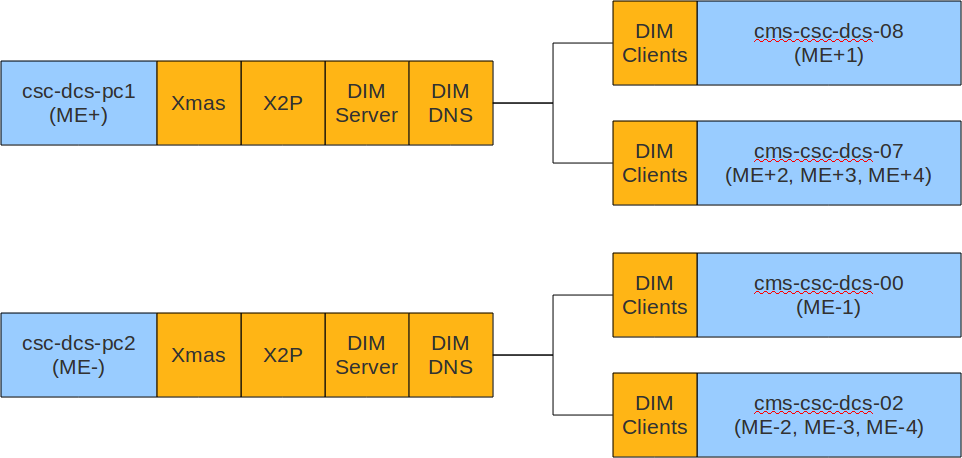 csc-dcs-pc1
(ME+)
Xmas
X2P
DIM
Server
DIM
DNS
DIM
Clients
cms-csc-dcs-08
(ME+1)
DIM
Clients
cms-csc-dcs-07
(ME+2, ME+3, ME+4)
csc-dcs-pc2
(ME-)
Xmas
X2P
DIM
Server
DIM
DNS
DIM
Clients
cms-csc-dcs-00
(ME-1)
DIM
Clients
cms-csc-dcs-02
(ME-2, ME-3, ME-4)